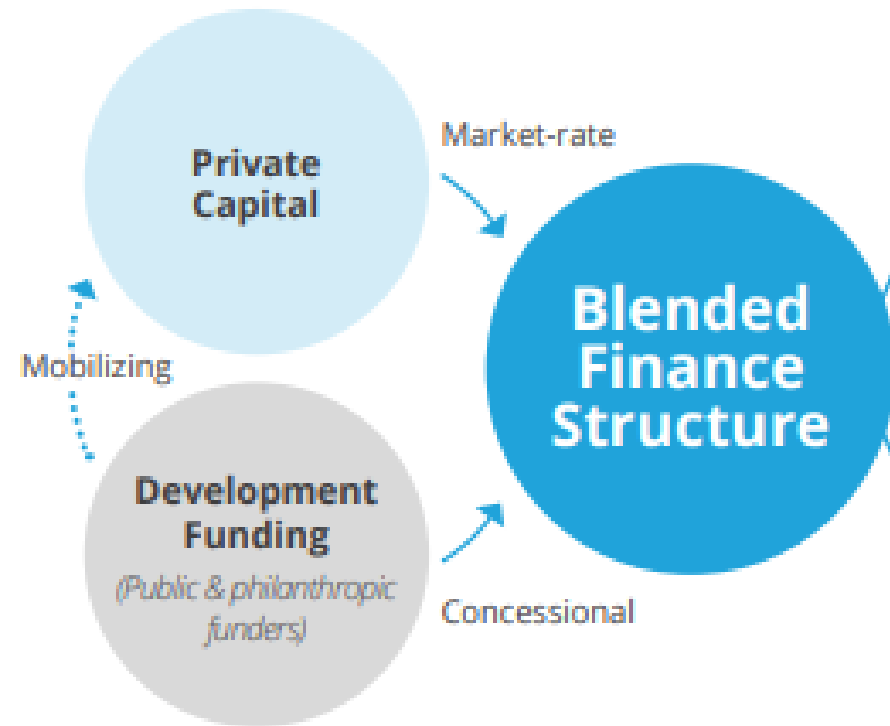 Private
Capital
Market-rate
Blended
Finance
Structure
Mobilizing
Development
Funding
(Public & philanthropic
funders)
Concessional